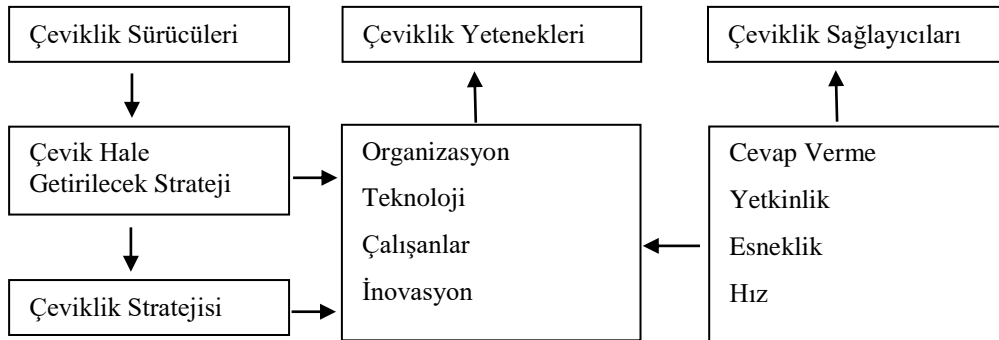 Çeviklik Sürücüleri
Çeviklik Yetenekleri
Çeviklik Sağlayıcıları
Çevik Hale
Getirilecek Strateji
Çeviklik Stratejisi
Organizasyon
Teknoloji
Çalışanlar
İnovasyon
Cevap Verme
Yetkinlik
Esneklik
Hız